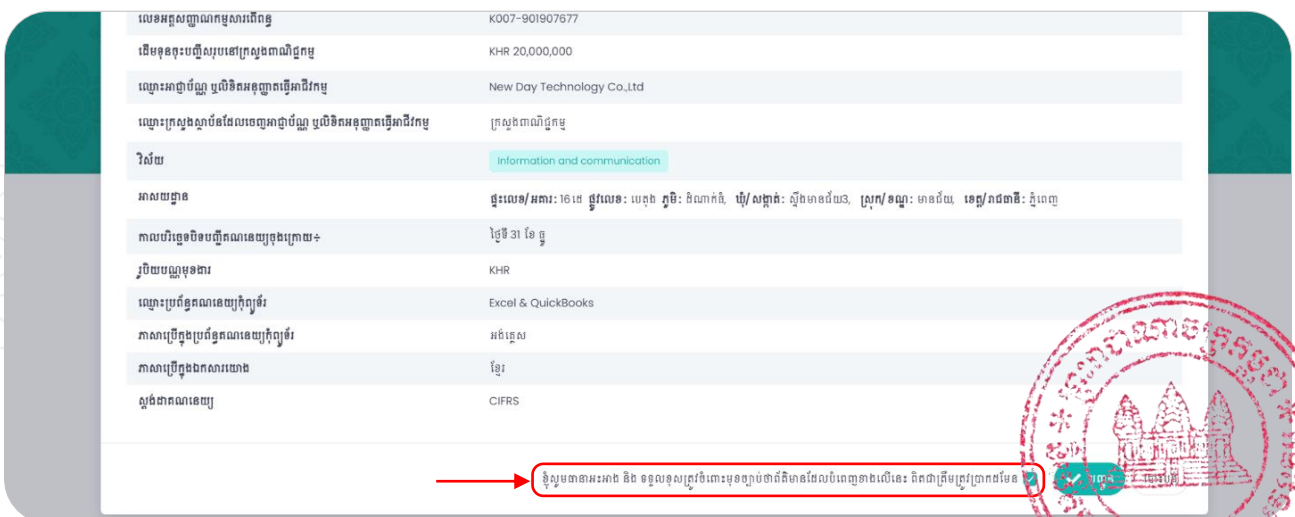 លេខអត្តសញ្ញាណកម្មសារពើពន្ធ K007-901907677
ដើមទុនចុះបញ្ជីសរុបនៅក្រសួងពាណិជ្ជកម្ម KHR 20,000,000
ឈ្មោះអាជ្ញាប័ណ្ណ ឬលិខិតអនុញ្ញាតធ្វើអាជីវកម្ម New Day Technology Co.,Ltd
ឈ្មោះក្រសួងស្ថាប័នដែលចេញអាជ្ញាប័ណ្ណ ឬលិខិតអនុញ្ញាតធ្វើអាជីវកម្ម ក្រសួងពាណិជ្ជកម្ម
វិស័យ Information and communication
អាសយដ្ឋាន ផ្ទះលេខ/អគារ: 16ដេ ផ្លូវលេខ: បេតុង ភូមិ: ដំណាក់ធំ, ឃុំ/សង្កាត់: ស្ទឹងមានជ័យ3, ស្រុក/ខណ្ឌ: មានជ័យ, ខេត្ត/រាជធានី: ភ្នំពេញ
កាលបរិច្ឆេទបិទបញ្ជីគណនេយ្យចុងក្រោយ÷ ថ្ងៃទី 31 ខែ ធ្នូ
រូបិយបណ្ណមុខងារ KHR
ឈ្មោះប្រព័ន្ធគណនេយ្យកុំព្យូទ័រ Excel & QuickBooks
ភាសាប្រើក្នុងប្រព័ន្ធគណនេយ្យកុំព្យូទ័រ អង់គ្លេស
ភាសាប្រើក្នុងឯកសារយោង ខ្មែរ
ស្តង់ដាគណនេយ្យ CIFRS
ខ្ញុំសូមធានាអះអាង និង ទទួលខុសត្រូវចំពោះមុខច្បាប់ថាព័ត៌មានដែលបំពេញខាងលើនេះ ពិតជាត្រឹមត្រូវប្រាកដមែន